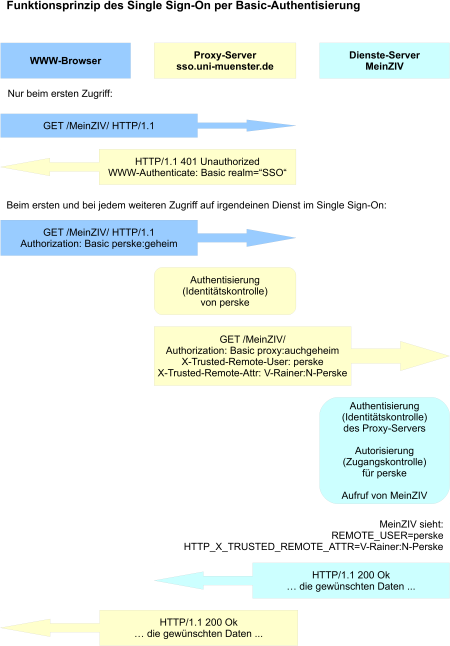 Funktionsprinzip des Single Sign-On per Basic-Authentisierung
WWW-Browser
Proxy-Server
sso.uni-muenster.de
Dienste-Server
MeinZIV
Nur beim ersten Zugriff:
GET /MeinZIV/ HTTP/1.1
HTTP/1.1 401 Unauthorized
WWW-Authenticate: Basic realm=“SSO“
Beim ersten und bei jedem weiteren Zugriff auf irgendeinen Dienst im Single Sign-On:
GET /MeinZIV/ HTTP/1.1
Authorization: Basic perske:geheim
Authentisierung
(Identitätskontrolle)
von perske
GET /MeinZIV/
Authorization: Basic proxy:auchgeheim
X-Trusted-Remote-User: perske
X-Trusted-Remote-Attr: V-Rainer:N-Perske
Authentisierung
(Identitätskontrolle)
des Proxy-Servers
Autorisierung
(Zugangskontrolle)
für perske
Aufruf von MeinZIV
MeinZIV sieht:
REMOTE_USER=perske
HTTP_X_TRUSTED_REMOTE_ATTR=V-Rainer:N-Perske
HTTP/1.1 200 Ok
… die gewünschten Daten ...
HTTP/1.1 200 Ok
… die gewünschten Daten ...